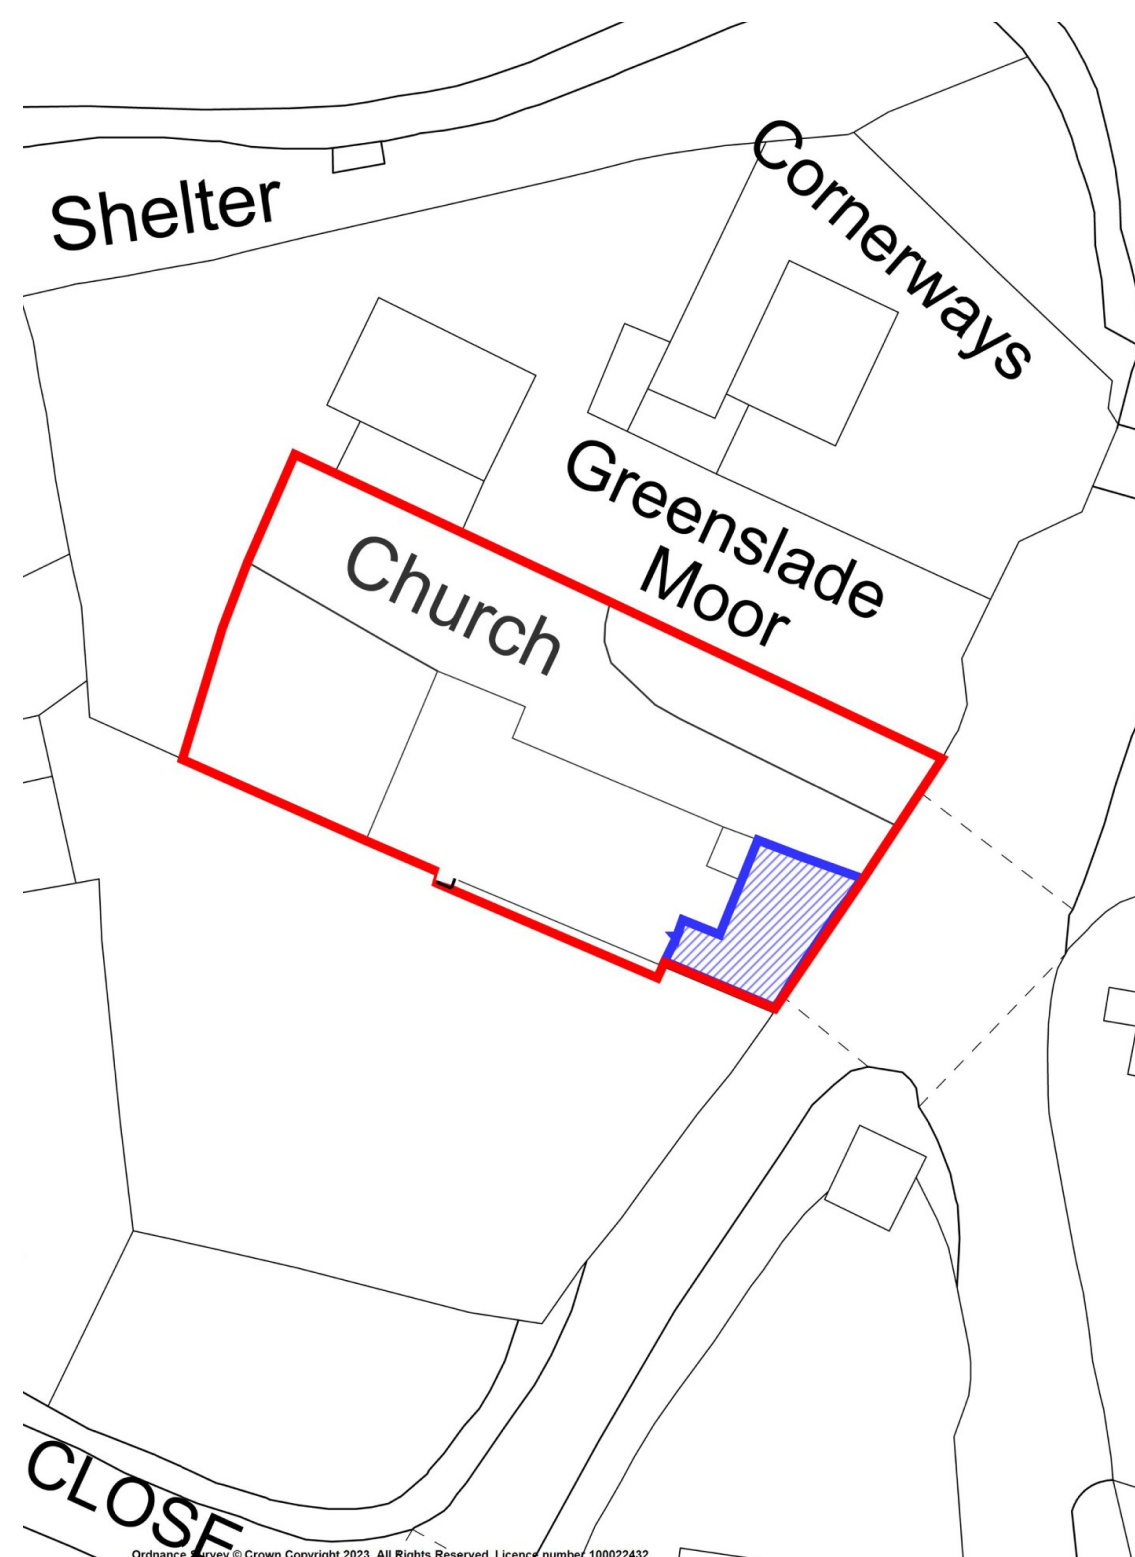 Cornerways
Shelter
Greenslade
Moor
Church
CLOSE
Ordnance Survey © Crown Copyright 2023. All Rights Reserved. Licence number 100022432